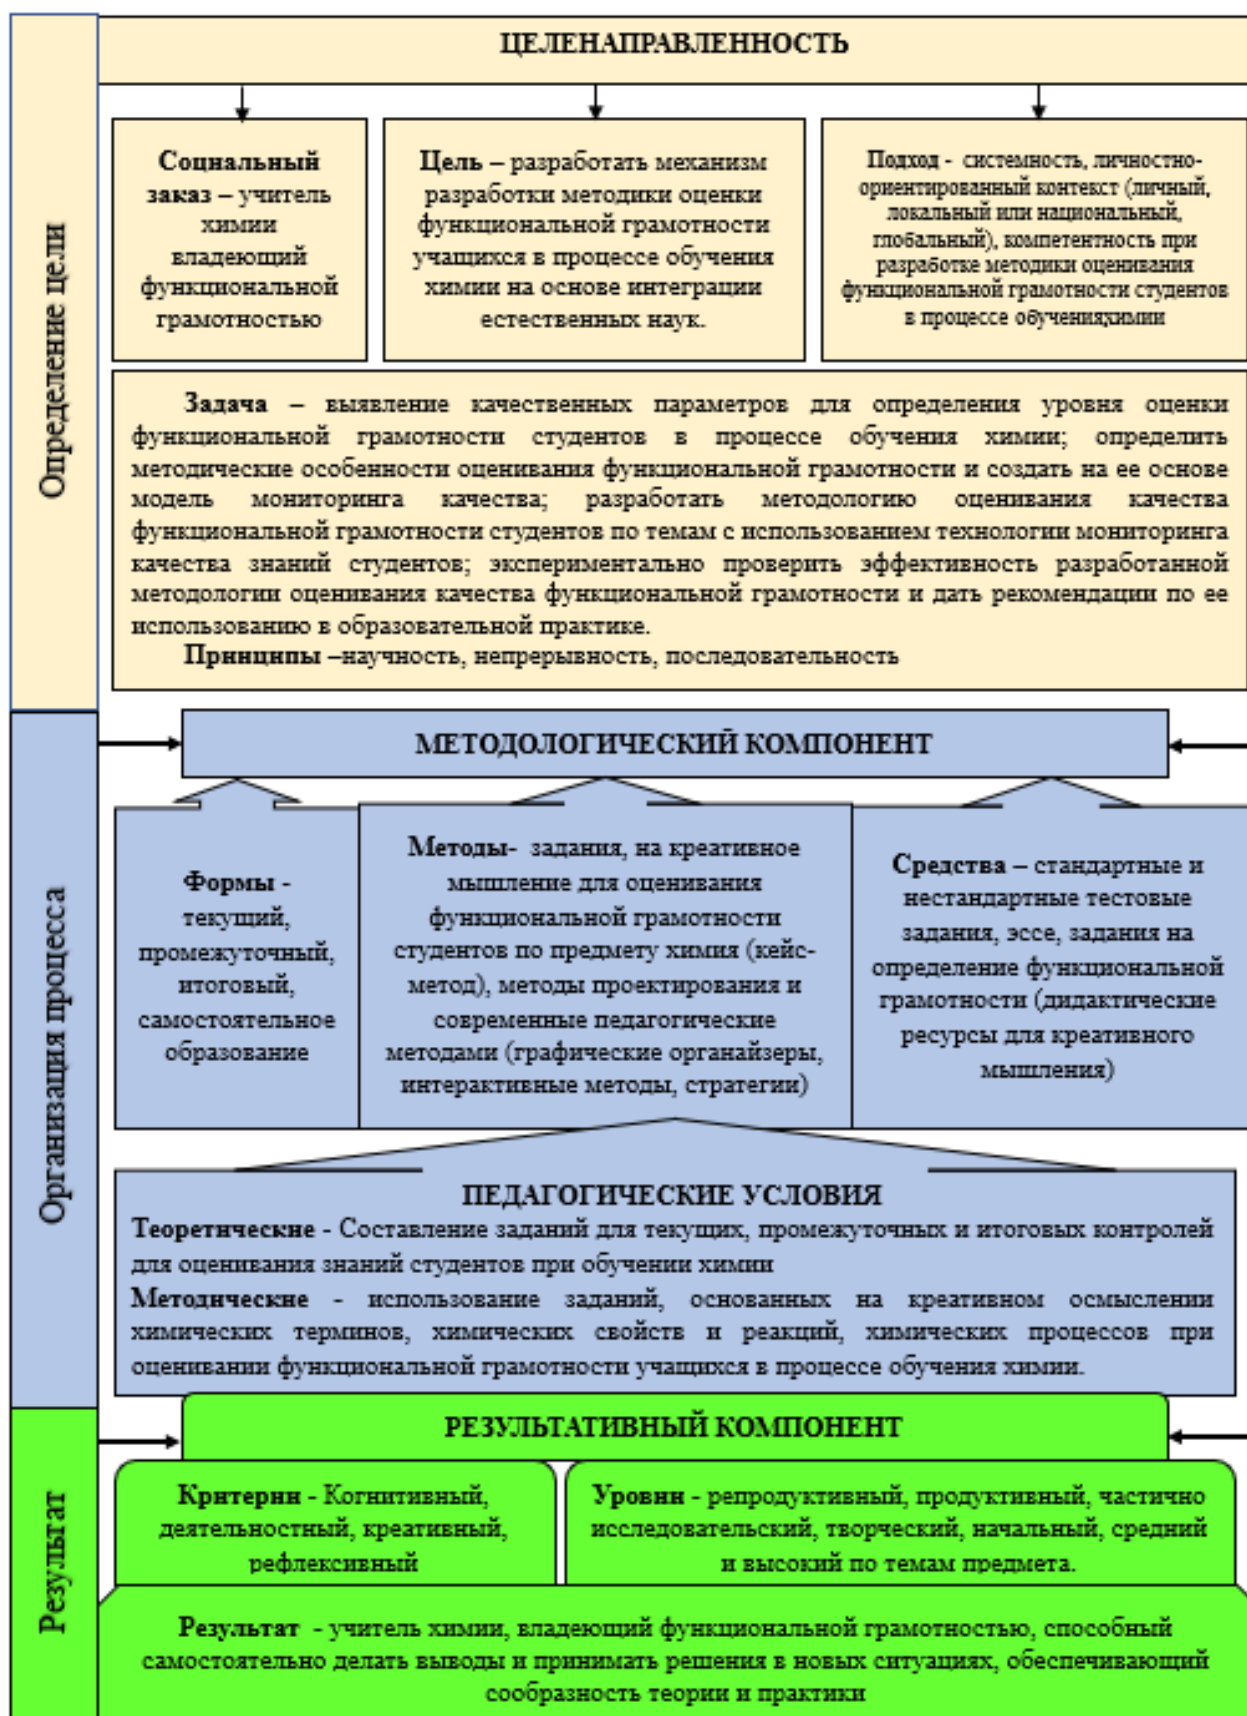 Определение цели
ЦЕЛЕНАПРАВЛЕННОСТЬ
Социальный
заказ – учитель
химии
владеющий
функциональной
грамотностью
Цель – разработать механизм
разработки методики оценки
функциональной грамотности
учащихся в процессе обучения
химии на основе интеграции
естественных наук.
Подход - системность, личностно-
ориентированный контекст (личный,
локальный или национальный,
глобальный), компетентность при
разработке методики оценивания
функциональной грамотности студентов
в процессе обучения,химии
Задача – выявление качественных параметров для определения уровня оценки
функциональной грамотности студентов в процессе обучения химии; определить
методические особенности оценивания функциональной грамотности и создать на ее основе
модель мониторинга качества; разработать методологию оценивания качества
функциональной грамотности студентов по темам с использованием технологии мониторинга
качества знаний студентов; экспериментально проверить эффективность разработанной
методологии оценивания качества функциональной грамотности и дать рекомендации по ее
использованию в образовательной практике.
Принципы –научность, непрерывность, последовательность
Организация процесса
МЕТОДОЛОГИЧЕСКИЙ КОМПОНЕНТ
Формы -
текущий,
промежуточный,
итоговый,
самостоятельное
образование
Методы- задания, на креативное
мышление для оценивания
функциональной грамотности
студентов по предмету химия (кейс-
метод), методы проектирования и
современные педагогические
методами (графические органайзеры,
интерактивные методы, стратегии)
Средства – стандартные и
нестандартные тестовые
задания, эссе, задания на
определение функциональной
грамотности (дидактические
ресурсы для креативного
мышления)
ПЕДАГОГИЧЕСКИЕ УСЛОВИЯ
Теоретические - Составление заданий для текущих, промежуточных и итоговых контролей
для оценивания знаний студентов при обучении химии
Методические - использование заданий, основанных на креативном осмыслении
химических терминов, химических свойств и реакций, химических процессов при
оценивании функциональной грамотности учащихся в процессе обучения химии.
Результат
РЕЗУЛЬТАТИВНЫЙ КОМПОНЕНТ
Критерии - Когнитивный,
деятельностный, креативный,
рефлексивный
Уровни - репродуктивный, продуктивный, частично
исследовательский, творческий, начальный, средний
и высокий по темам предмета.
Результат - учитель химии, владеющий функциональной грамотностью, способный
самостоятельно делать выводы и принимать решения в новых ситуациях, обеспечивающий
сообразность теории и практики